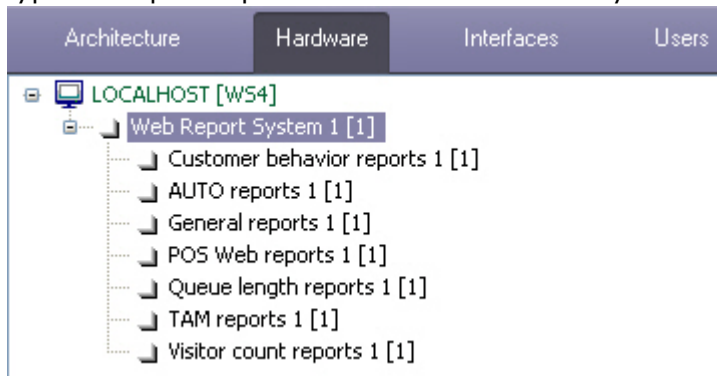 Architecture Hardware Interfaces Users
LOCALHOST [WS4]
Web Report System 1 [1]
Customer behavior reports 1 [1]
AUTO reports 1 [1]
General reports 1 [1]
POS Web reports 1 [1]
Queue length reports 1 [1]
TAM reports 1 [1]
Visitor count reports 1 [1]